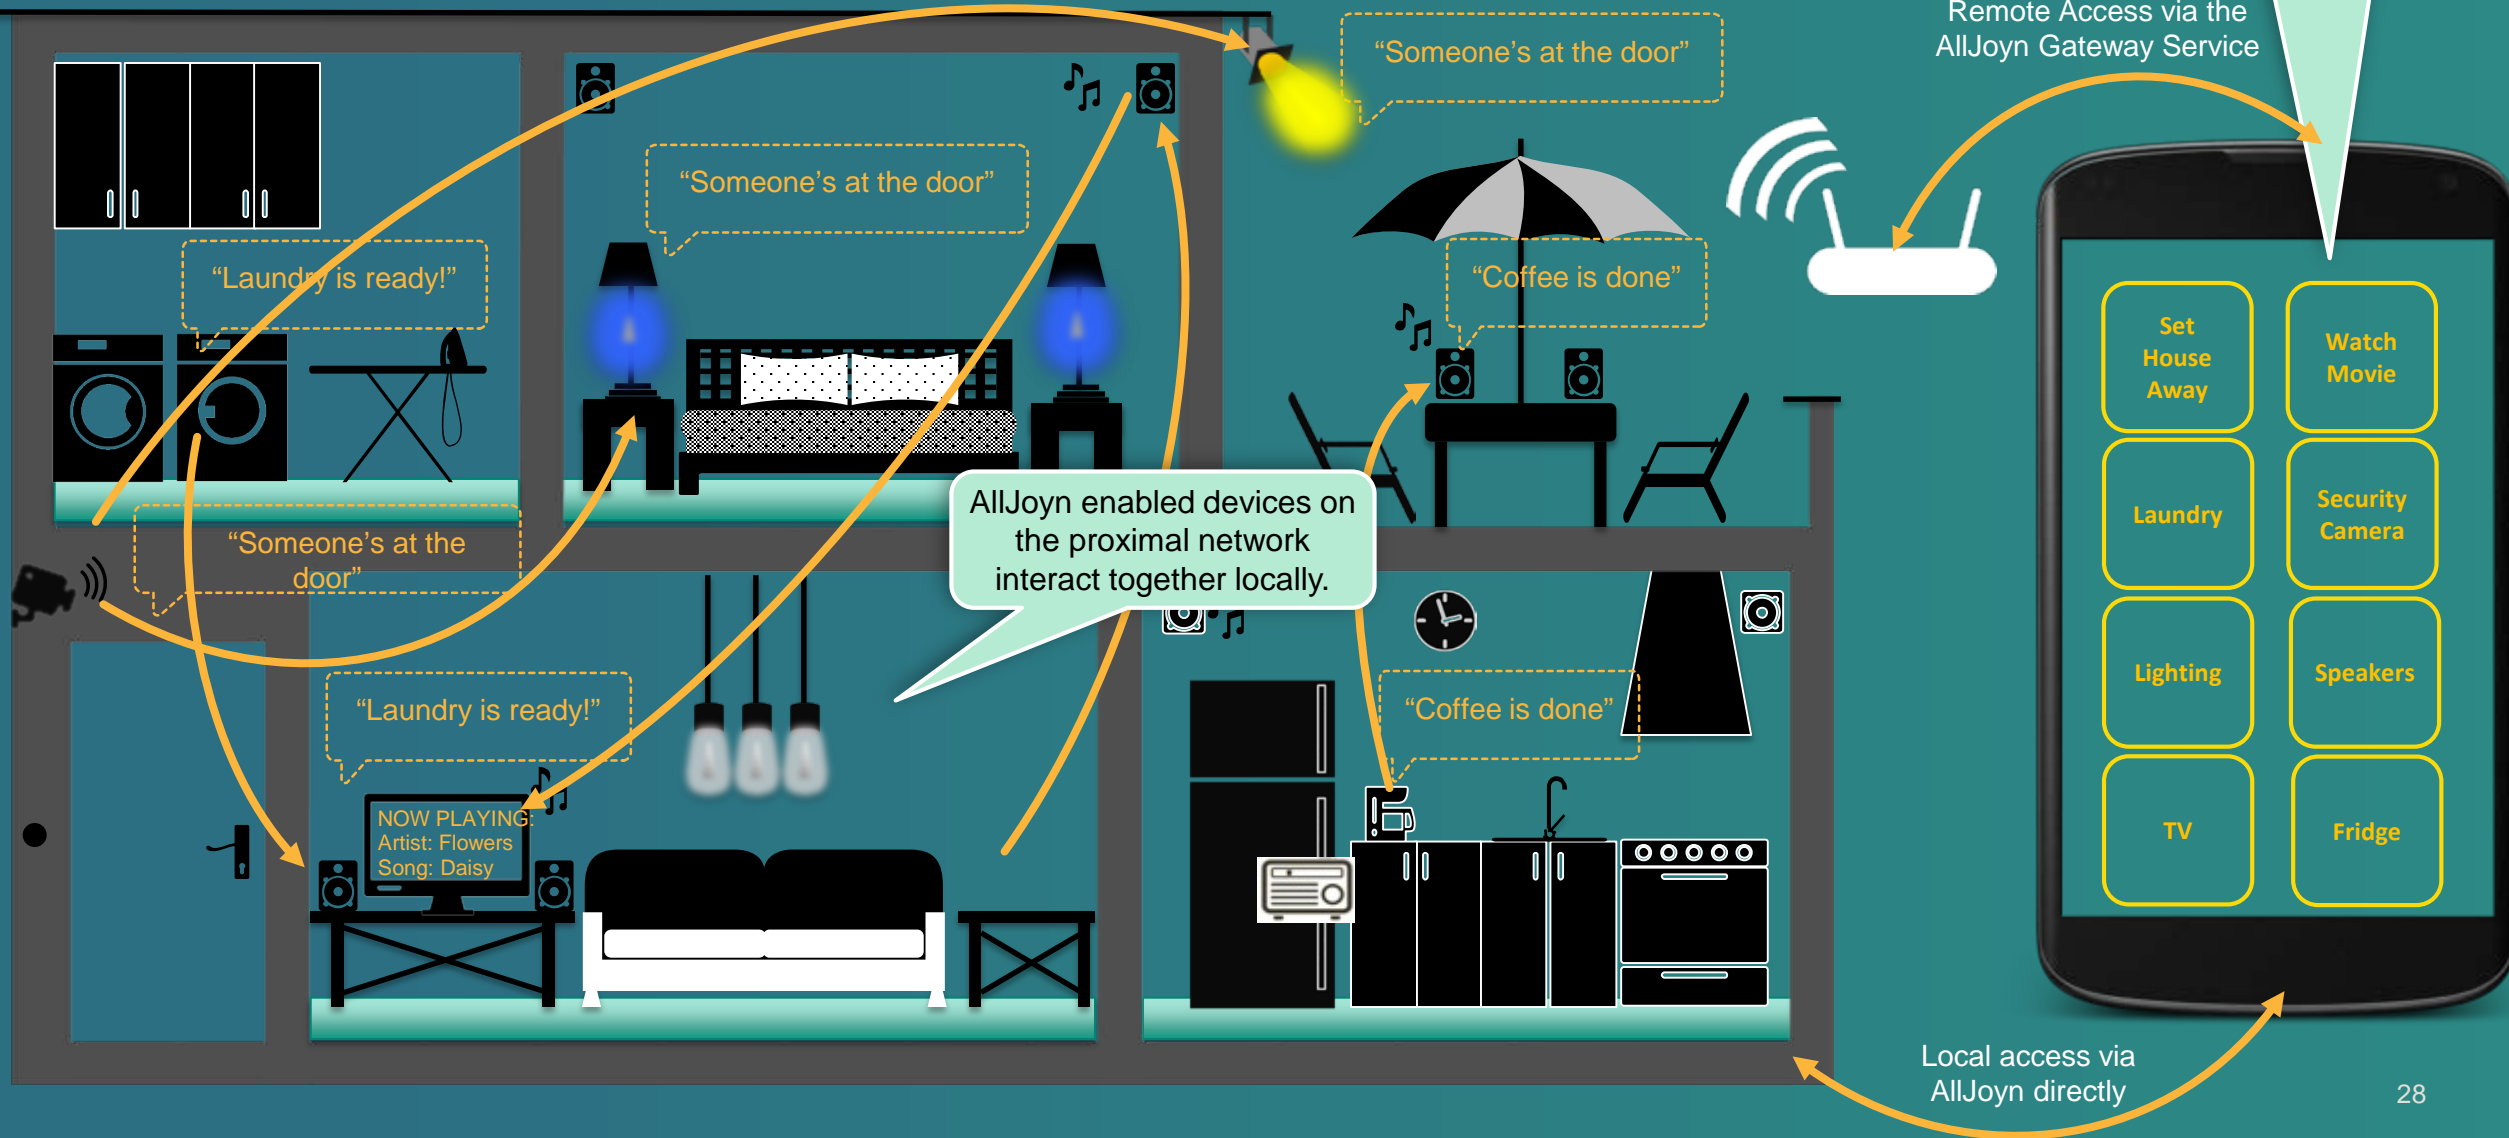 Remote Access via the
AllJoyn Gateway Service
“Someone’s at the door”
“Someone’s at the door”
“Laundry is ready!”
“Coffee is done”
AllJoyn enabled devices on
the proximal network
interact together locally.
“Someone’s at the
door”
“Laundry is ready!”
“Coffee is done”
NOW PLAYING:
Artist: Flowers
Song: Daisy
Set
House
Away
Watch
Movie
Laundry
Security
Camera
Lighting
Speakers
TV
Fridge
Local access via
AllJoyn directly
28